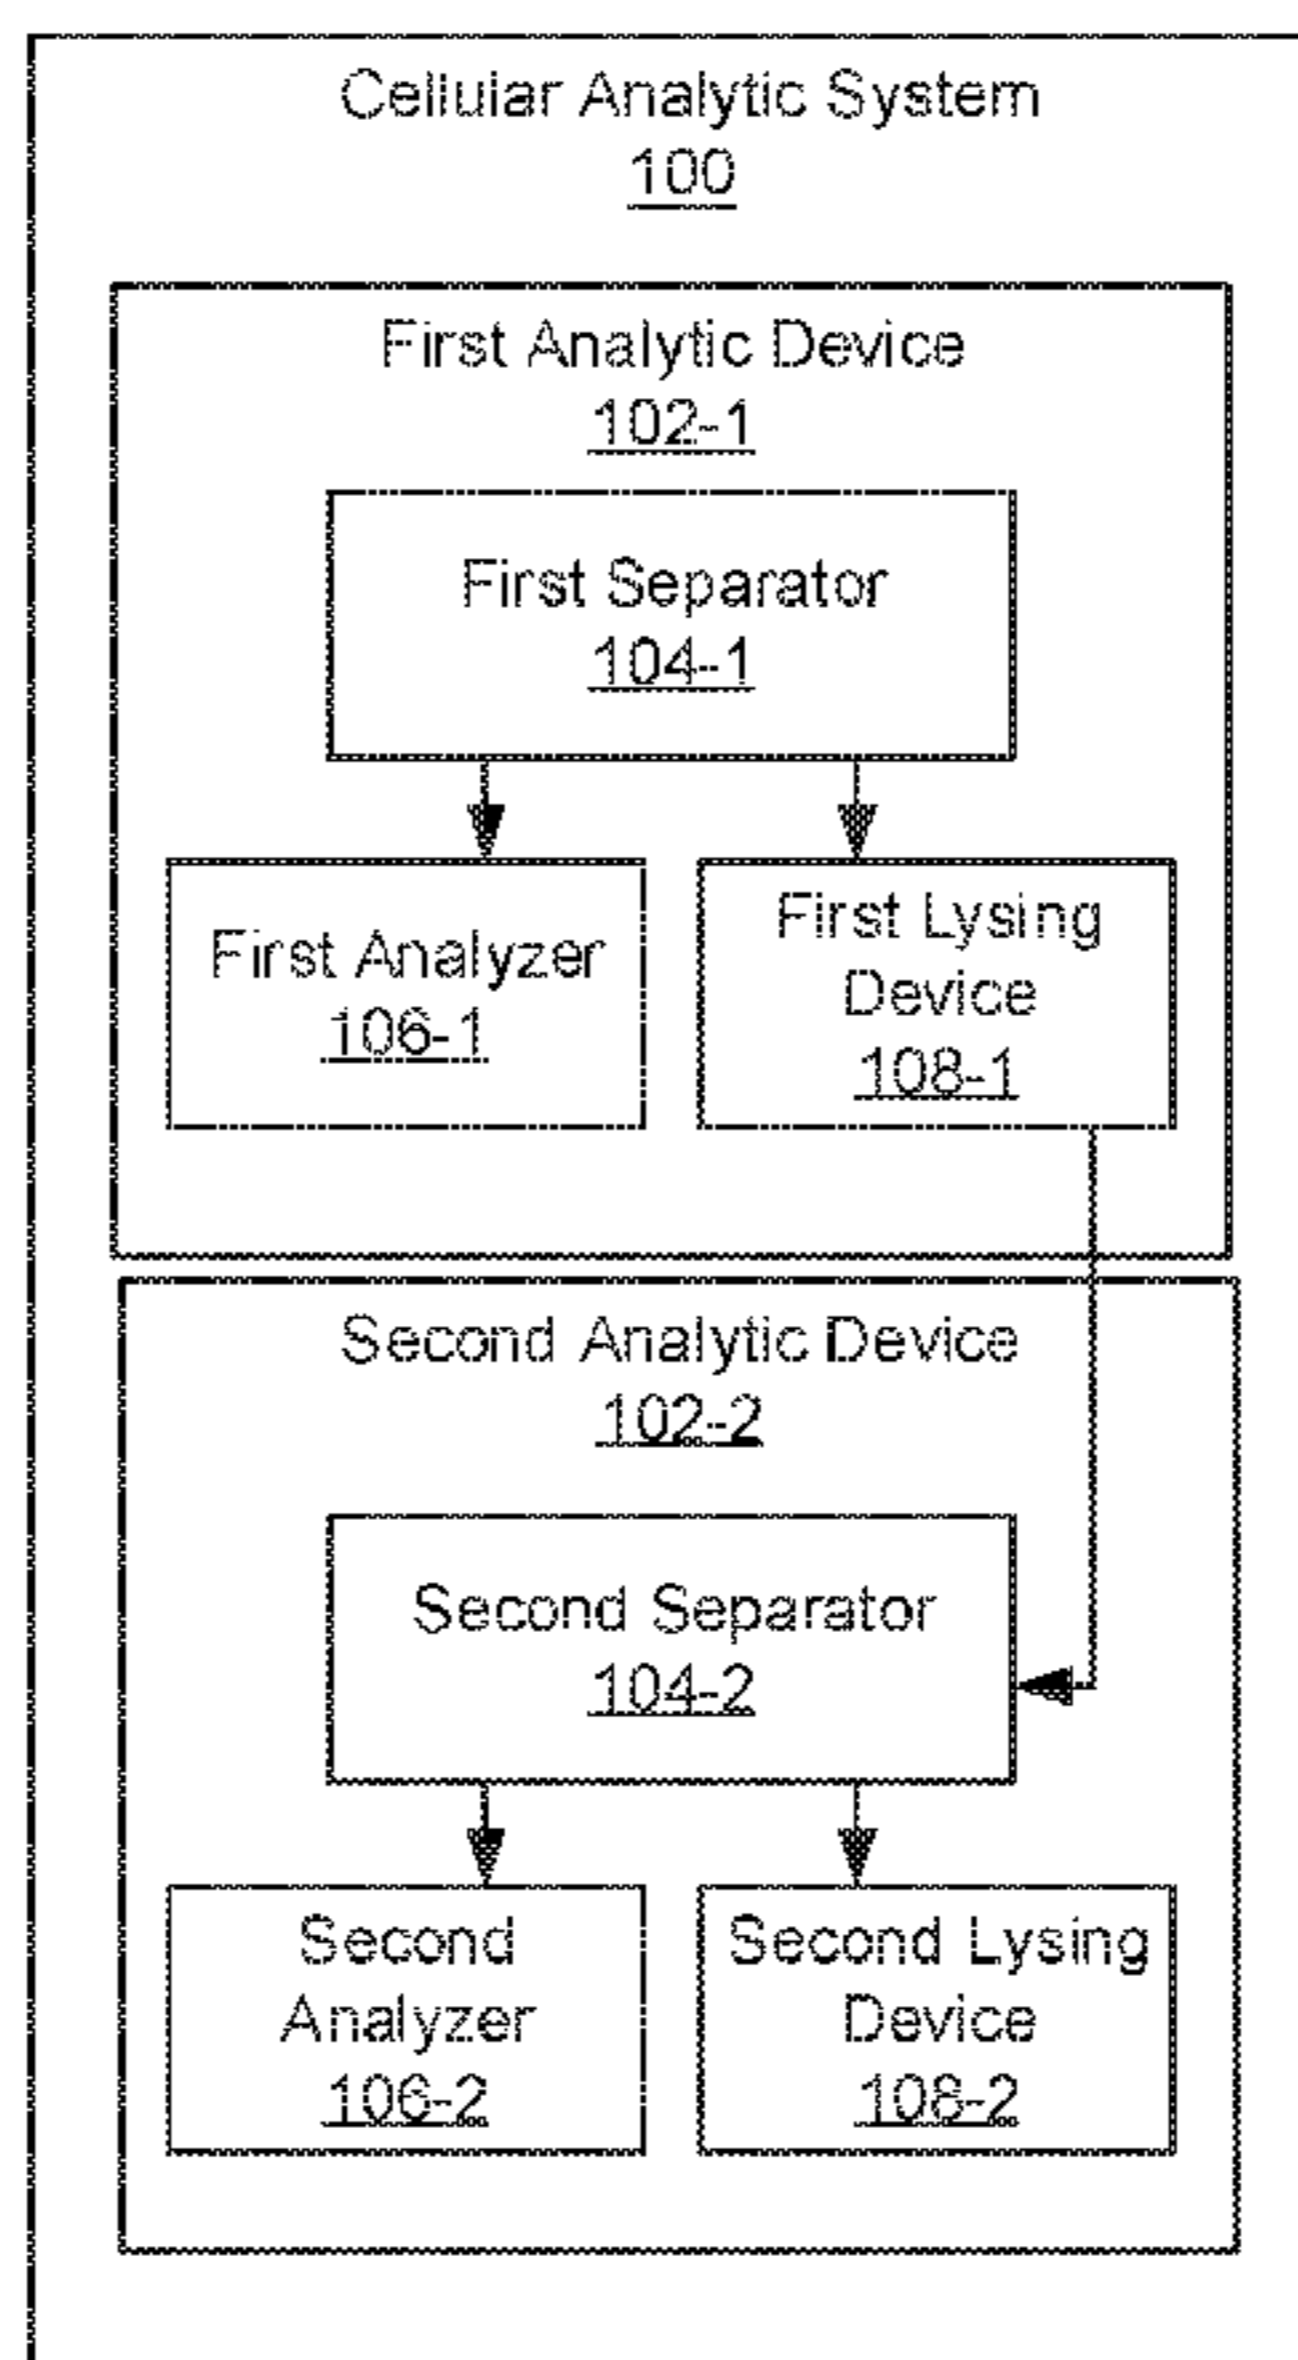 Cellular Analytic System
100
First Analytic Device
102-1
First Separator
104-1
First Analyzer
106-1
First Lysing
Device
108-1
Second Analytic Device
102-2
Second Separator
104-2
Second
Analyzer
106-2
Second Lysing
Device
108-2